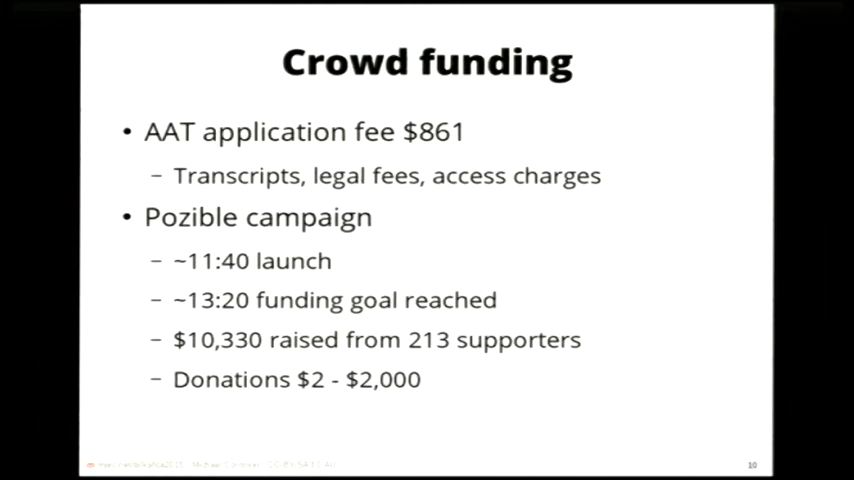 Crowd funding
• AAT application fee $861
– Transcripts, legal fees, access charges
• Pozible campaign
– ~11:40 launch
– ~13:20 funding goal reached
– $10,330 raised from 213 supporters
– Donations $2 - $2,000
10